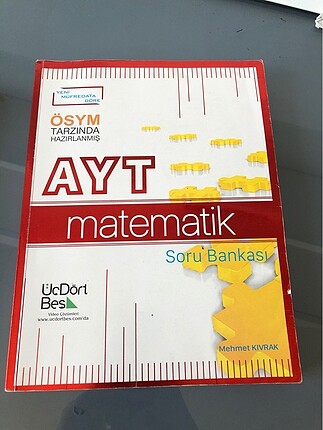 YENİ
MÜFREDATA
GÖRE
ÖSYM
TARZINDA
HAZIRLANMIŞ
AYT
matematik
Soru Bankası
ÜçDört
Beş
Video Çözümleri
www.ucdortbes.com'da
Mehmet KIVRAK